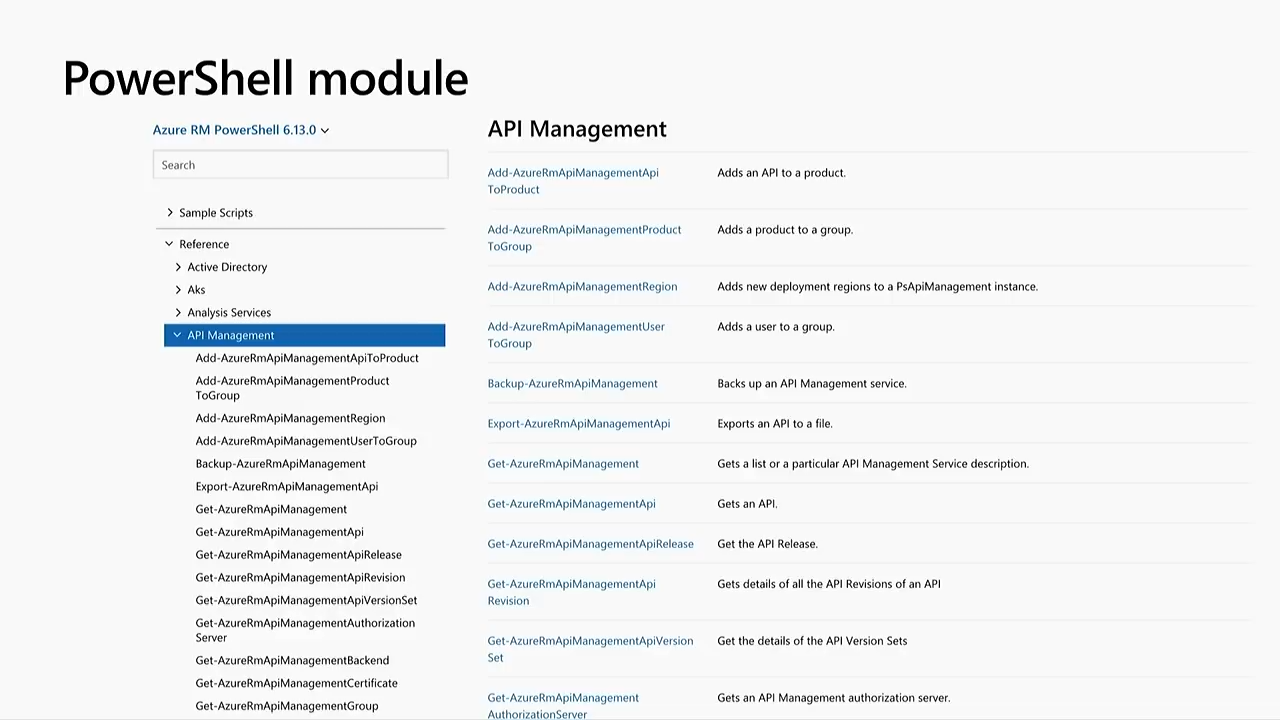 PowerShell module
Azure RM PowerShell 6.13.0
Search
Sample Scripts
Reference
Active Directory
Aks
Analysis Services
API Management
Add-AzureRmApiManagementApiToProduct
Add-AzureRmApiManagementProduct
ToGroup
Add-AzureRmApiManagementRegion
Add-AzureRmApiManagementUserToGroup
Backup-AzureRmApiManagement
Export-AzureRmApiManagementApi
Get-AzureRmApiManagement
Get-AzureRmApiManagementApi
Get-AzureRmApiManagementApiRelease
Get-AzureRmApiManagementApiRevision
Get-AzureRmApiManagementApiVersionSet
Get-AzureRmApiManagementAuthorization
Server
Get-AzureRmApiManagementBackend
Get-AzureRmApiManagementCertificate
Get-AzureRmApiManagementGroup
API Management
Add-AzureRmApiManagementApi
ToProduct
Adds an API to a product.
Add-AzureRmApiManagementProduct
ToGroup
Adds a product to a group.
Add-AzureRmApiManagementRegion
Adds new deployment regions to a PsApiManagement instance.
Add-AzureRmApiManagementUser
ToGroup
Adds a user to a group.
Backup-AzureRmApiManagement
Backs up an API Management service.
Export-AzureRmApiManagementApi
Exports an API to a file.
Get-AzureRmApiManagement
Gets a list or a particular API Management Service description.
Get-AzureRmApiManagementApi
Gets an API.
Get-AzureRmApiManagementApiRelease
Get the API Release.
Get-AzureRmApiManagementApi
Revision
Gets details of all the API Revisions of an API
Get-AzureRmApiManagementApiVersion
Set
Get the details of the API Version Sets
Get-AzureRmApiManagement
AuthorizationServer
Gets an API Management authorization server.